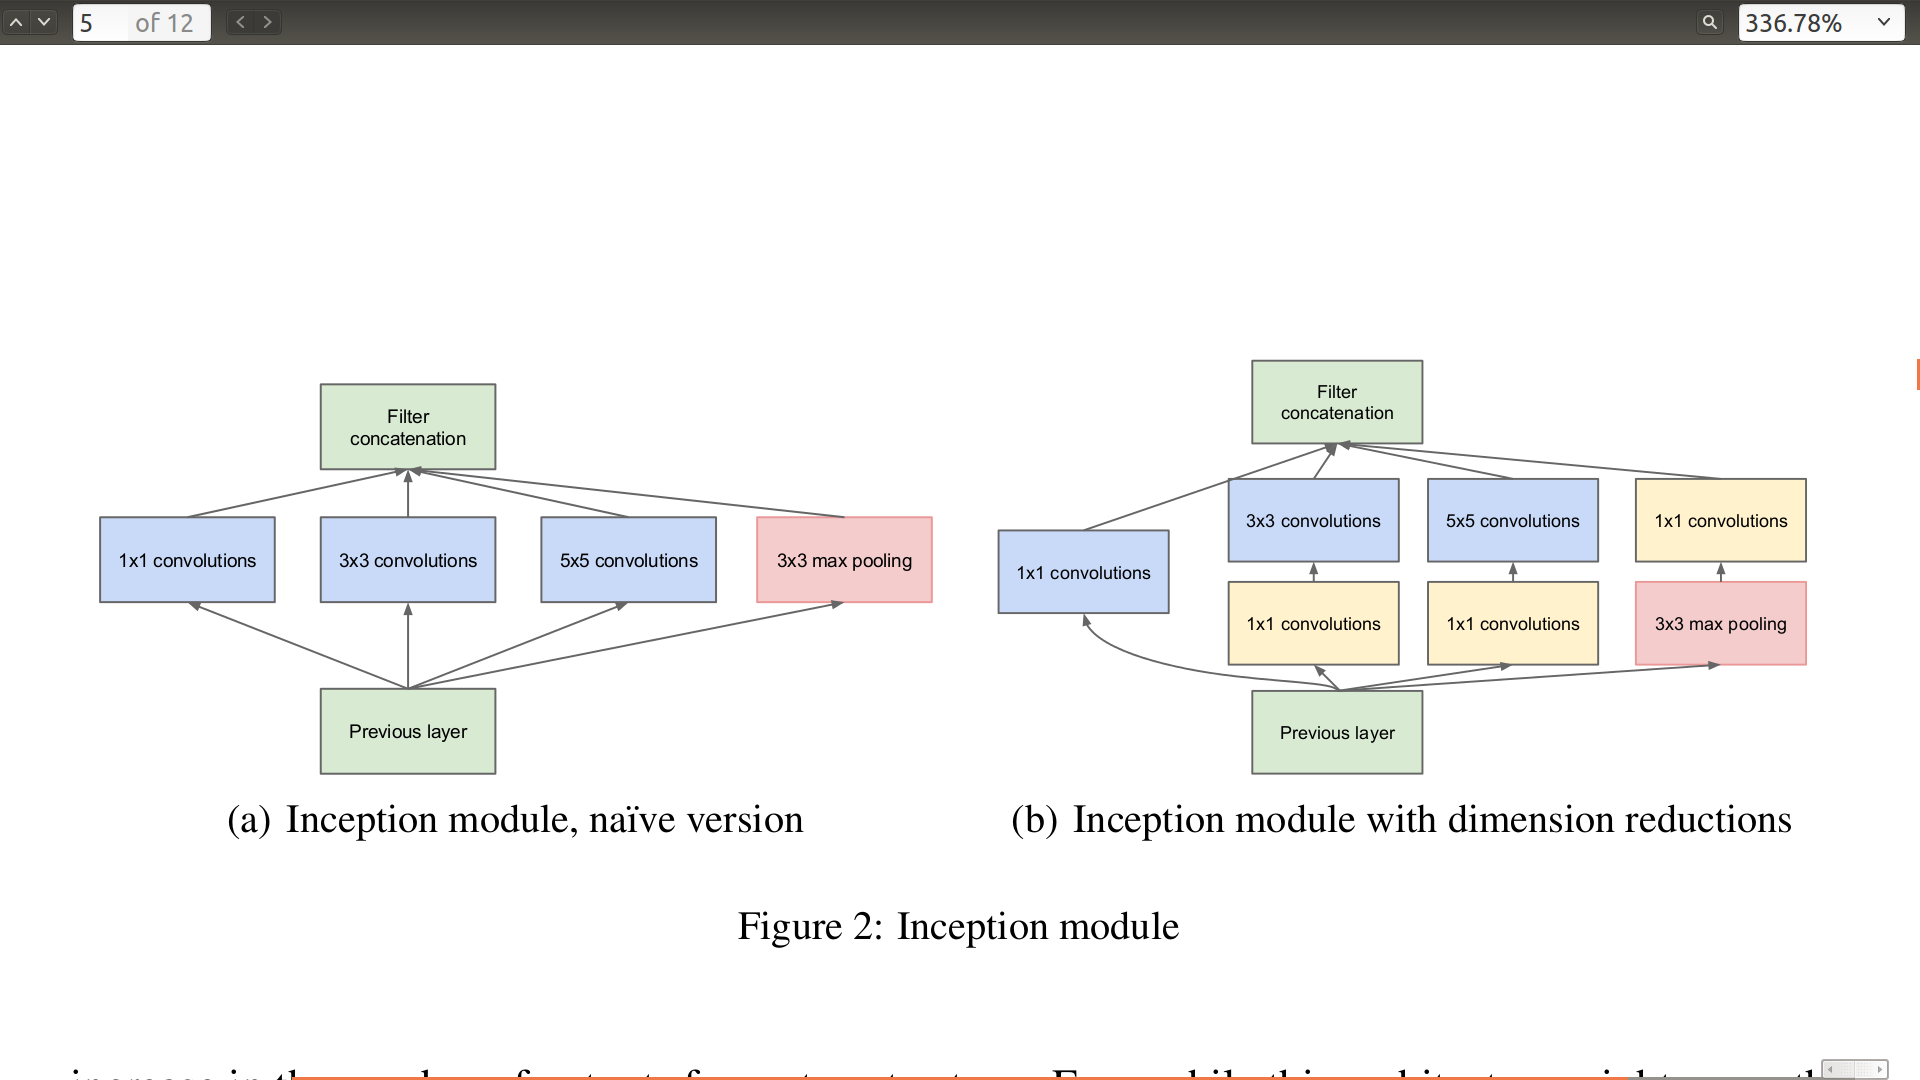 5 of 12
336.78%
Filter
concatenation
1x1 convolutions
3x3 convolutions
5x5 convolutions
3x3 max pooling
Previous layer
(a) Inception module, naïve version
Filter
concatenation
3x3 convolutions
5x5 convolutions
1x1 convolutions
1x1 convolutions
1x1 convolutions
1x1 convolutions
3x3 max pooling
Previous layer
(b) Inception module with dimension reductions
Figure 2: Inception module